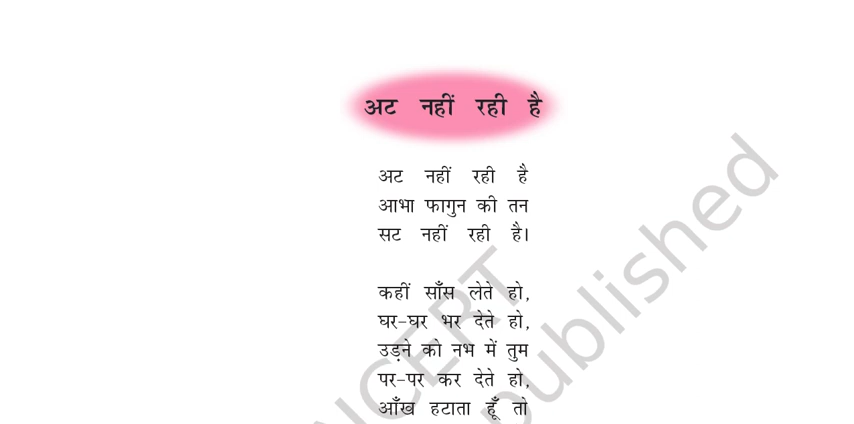 अट नहीं रही है
अट नहीं रही है
आभा फागुन की तन
सट नहीं रही है।
कहीं साँस लेते हो,
घर-घर भर देते हो,
उड़ने को नभ में तुम
पर-पर कर देते हो,
आँख हटाता हूँ तो
NCERT
published